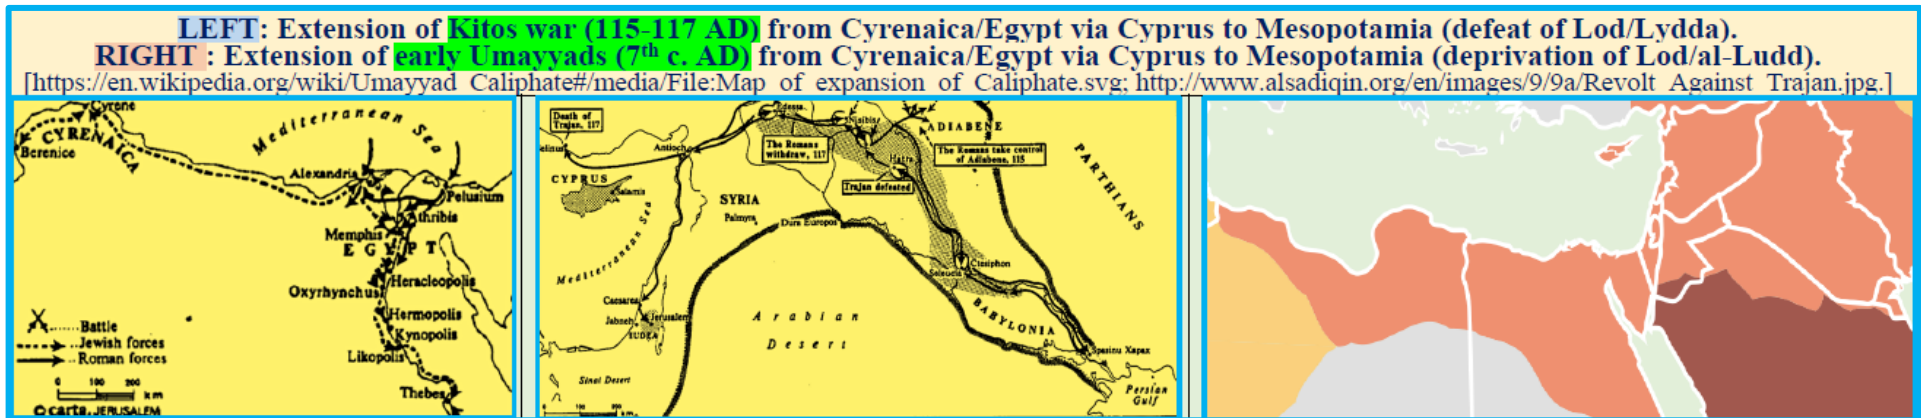 LEFT: Extension of Kitos war (115-117 AD) from Cyrenaica/Egypt via Cyprus to Mesopotamia (defeat of Lod/Lydda).
RIGHT : Extension of early Umayyads (7th c. AD) from Cyrenaica/Egypt via Cyprus to Mesopotamia (deprivation of Lod/al-Ludd).
[https://en.wikipedia.org/wiki/Umayyad_Caliphate#/media/File:Map_of_expansion_of_Caliphate.svg; http://www.alsadiqin.org/en/images/9/9a/Revolt_Against_Trajan.jpg.]
Cyrene
CYRENAICA
Berenice
Mediterranean Sea
Alexandria
Pelusium
Athribis
Memphis
EGYPT
Heracleopolis
Oxyrhynchus
Hermopolis
Kynopolis
Likopolis
Thebes
Battle
Jewish forces
Roman forces
0 100 200
km
© carta, JERUSALEM
Death of
Trajan, 117
Selinus
Antioch
Edessa
Nisibis
ADIABENE
The Romans
withdraw, 117
The Romans take control
of Adiabene, 115
Hatra
Trajan defeated
PARTHIANS
CYPRUS
Salamis
SYRIA
Palmyra
Dura Europos
Mediterranean Sea
Ctesiphon
Seleucia
BABYLONIA
Caesarea
Jabneh
Jerusalem
JUDEA
Arabian
Desert
Spasinu Xapax
Sinai Desert
Persian
Gulf